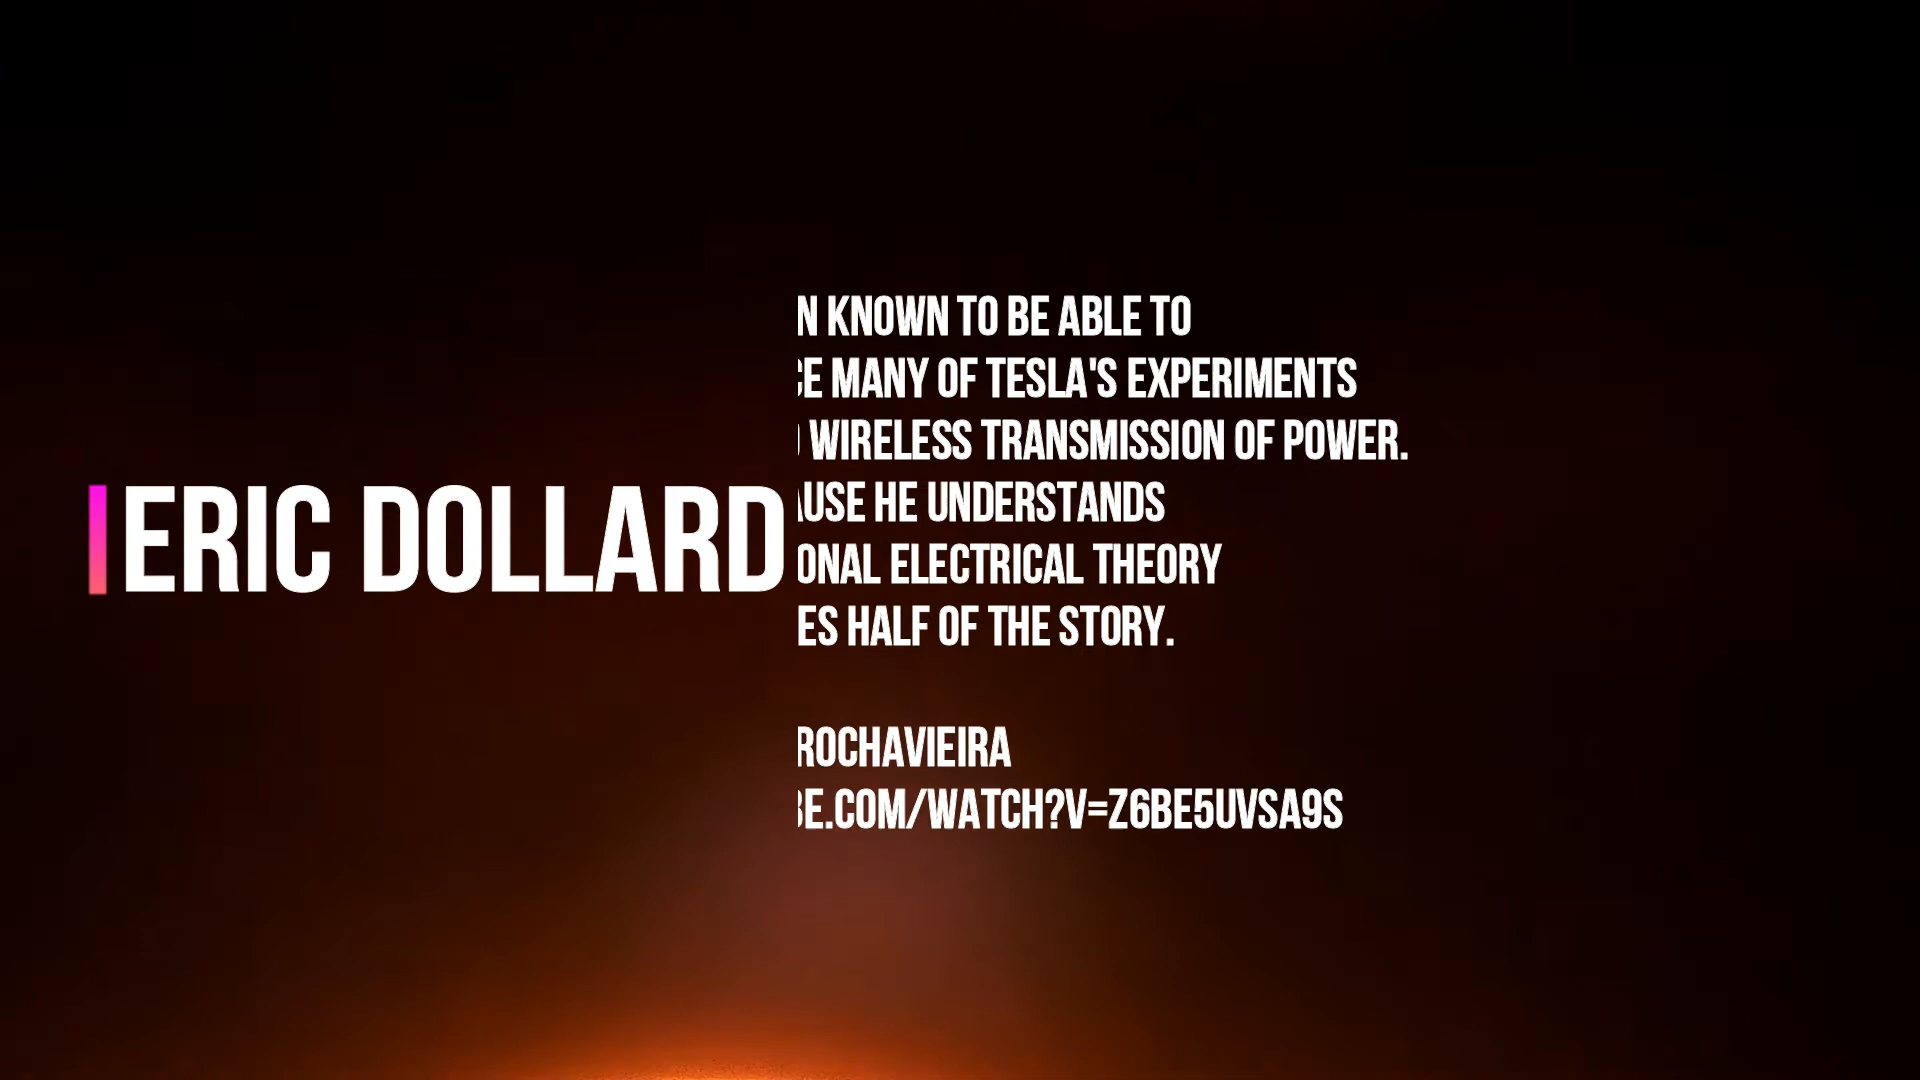 ERIC DOLLARD
N KNOWN TO BE ABLE TO
E MANY OF TESLA'S EXPERIMENTS
WIRELESS TRANSMISSION OF POWER.
USE HE UNDERSTANDS
ONAL ELECTRICAL THEORY
ES HALF OF THE STORY.
ROCHAVIEIRA
E.COM/WATCH?V=Z6BE5UVSA9S